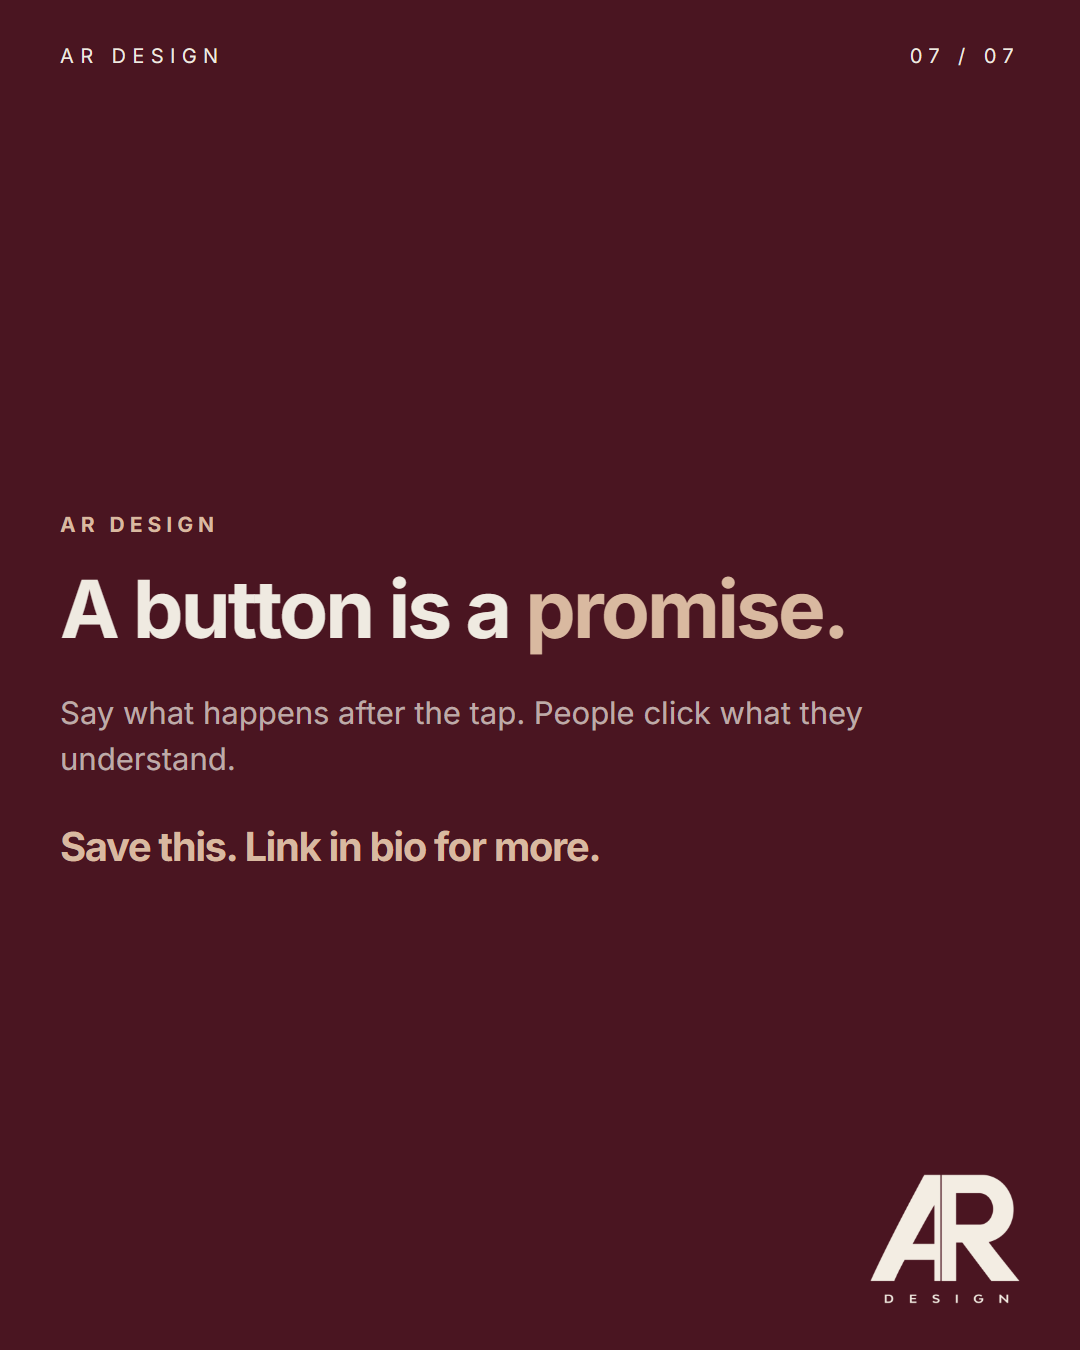 AR DESIGN
07 / 07
AR DESIGN
A button is a promise.
Say what happens after the tap. People click what they
understand.
Save this. Link in bio for more.
AR
DESIGN